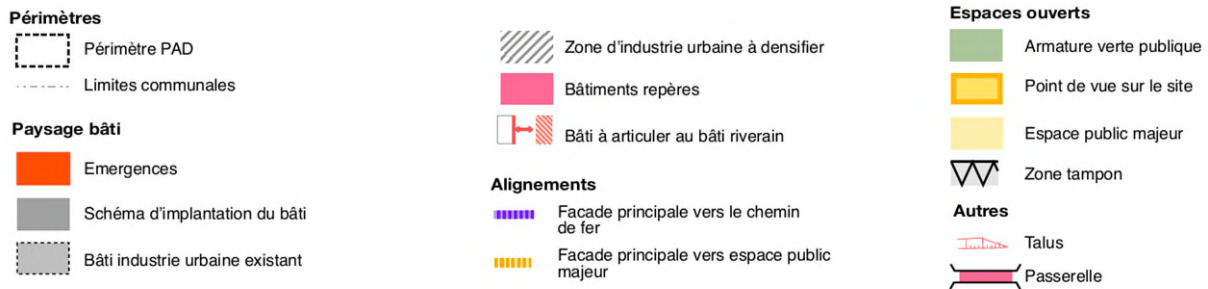 Périmètres
Périmètre PAD
Limites communales
Paysage bâti
Emergences
Schéma d'implantation du bâti
Bâti industrie urbaine existant
Zone d'industrie urbaine à densifier
Bâtiments repères
Bâti à articuler au bâti riverain
Alignements
Facade principale vers le chemin
de fer
Facade principale vers espace public
majeur
Espaces ouverts
Armature verte publique
Point de vue sur le site
Espace public majeur
Zone tampon
Autres
Talus
Passerelle